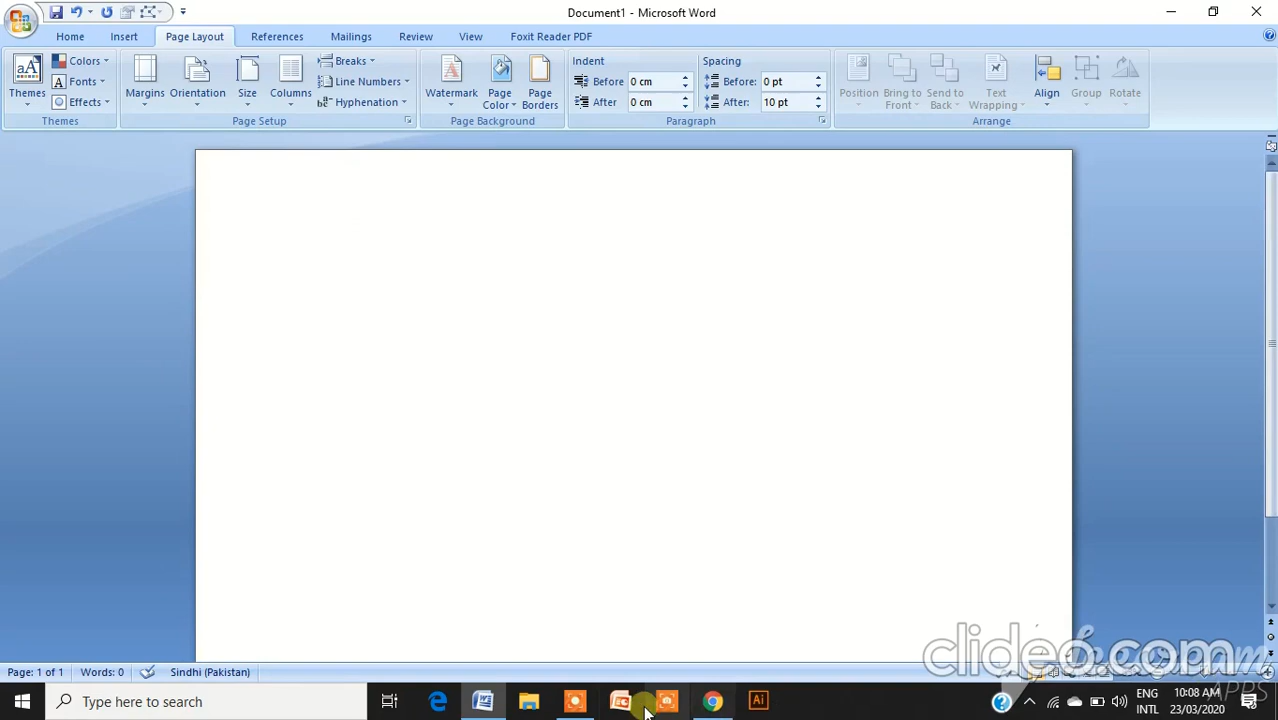 Document1 - Microsoft Word
Home Insert Page Layout References Mailings Review View Foxit Reader PDF
Themes Colors Fonts Effects
Themes
Margins Orientation Size Columns Breaks Line Numbers Hyphenation
Page Setup
Watermark Page Color Page Borders
Page Background
Indent Spacing
Before 0 cm Before: 0 pt
After 0 cm After: 10 pt
Paragraph
Position Bring to Front Send to Back Text Wrapping Align Group Rotate
Arrange
clideo.com
APPS
Page: 1 of 1 Words: 0 Sindhi (Pakistan)
Type here to search
ENG 10:08 AM
INTL 23/03/2020